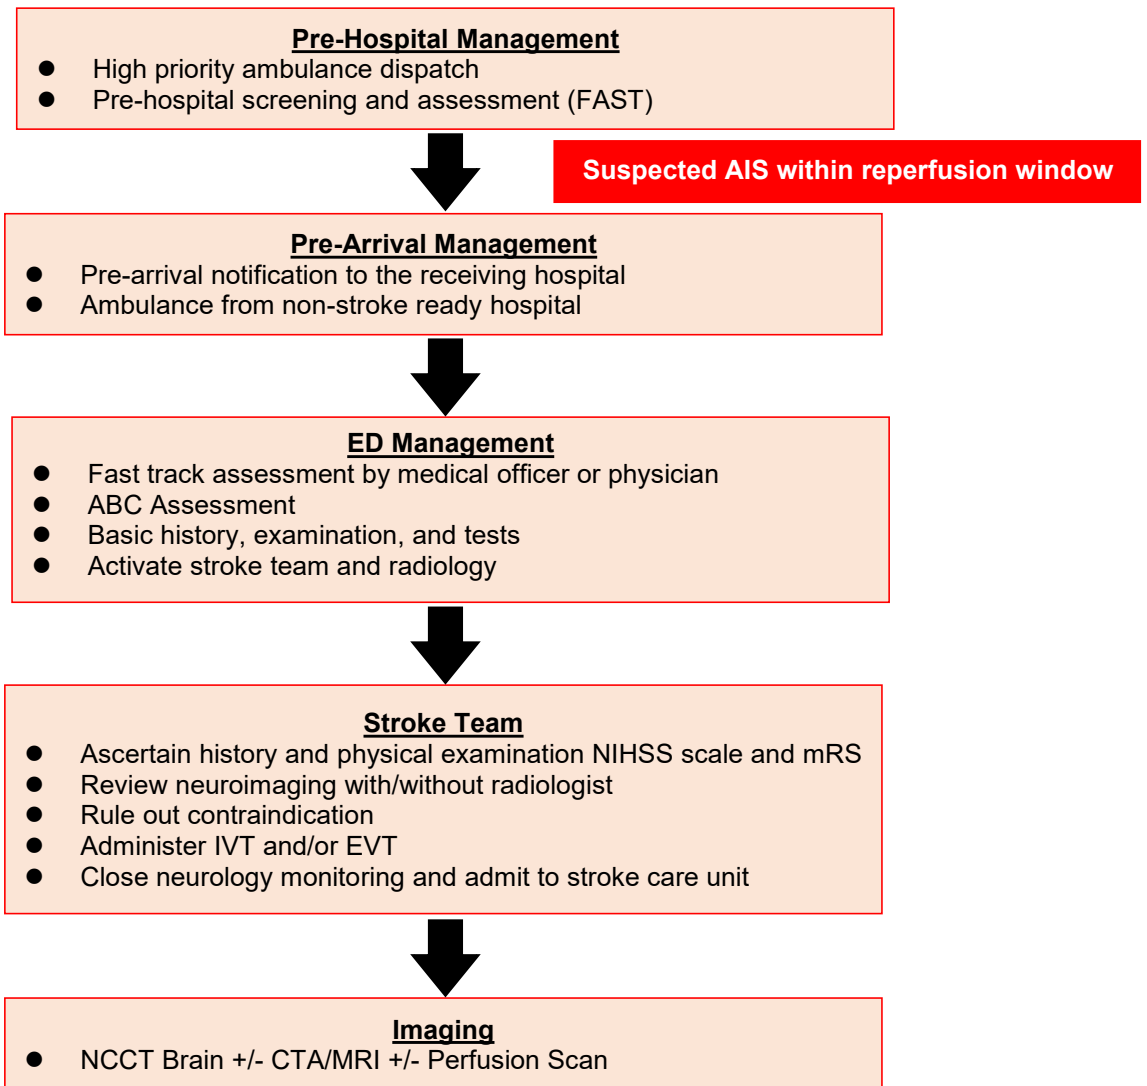 Pre-Hospital Management
● High priority ambulance dispatch
● Pre-hospital screening and assessment (FAST)
Suspected AIS within reperfusion window
Pre-Arrival Management
● Pre-arrival notification to the receiving hospital
● Ambulance from non-stroke ready hospital
ED Management
● Fast track assessment by medical officer or physician
● ABC Assessment
● Basic history, examination, and tests
● Activate stroke team and radiology
Stroke Team
● Ascertain history and physical examination NIHSS scale and mRS
● Review neuroimaging with/without radiologist
● Rule out contraindication
● Administer IVT and/or EVT
● Close neurology monitoring and admit to stroke care unit
Imaging
● NCCT Brain +/- CTA/MRI +/- Perfusion Scan